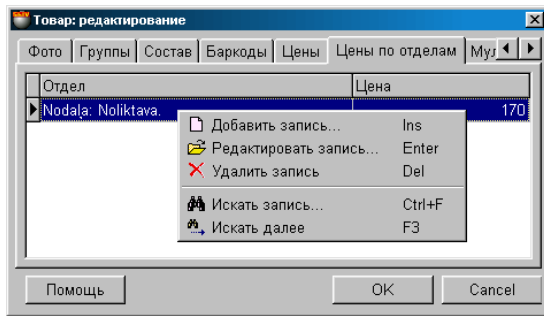 Товар: редактирование
Фото Группы Состав Баркоды Цены Цены по отделам Мул
Отдел Цена
Nodaļa: Noliktava. 170
Добавить запись... Ins
Редактировать запись... Enter
Удалить запись Del
Искать запись... Ctrl+F
Искать далее F3
Помощь OK Cancel